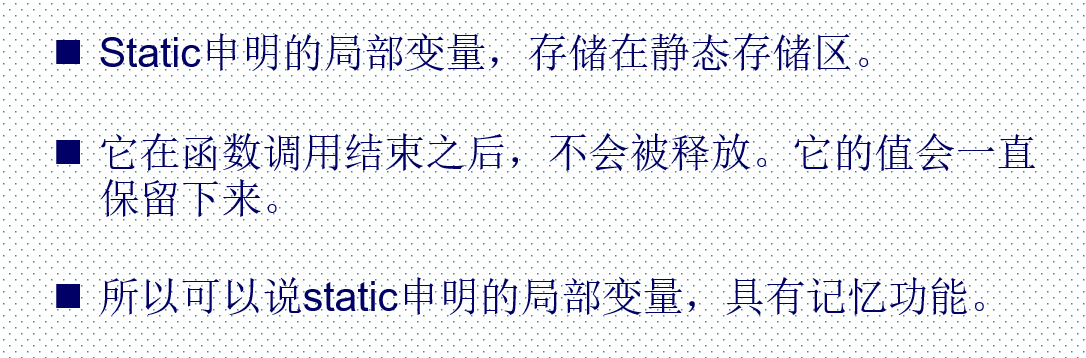 ■ Static申明的局部变量，存储在静态存储区。
■ 它在函数调用结束之后，不会被释放。它的值会一直
保留下来。
■ 所以可以说static申明的局部变量，具有记忆功能。